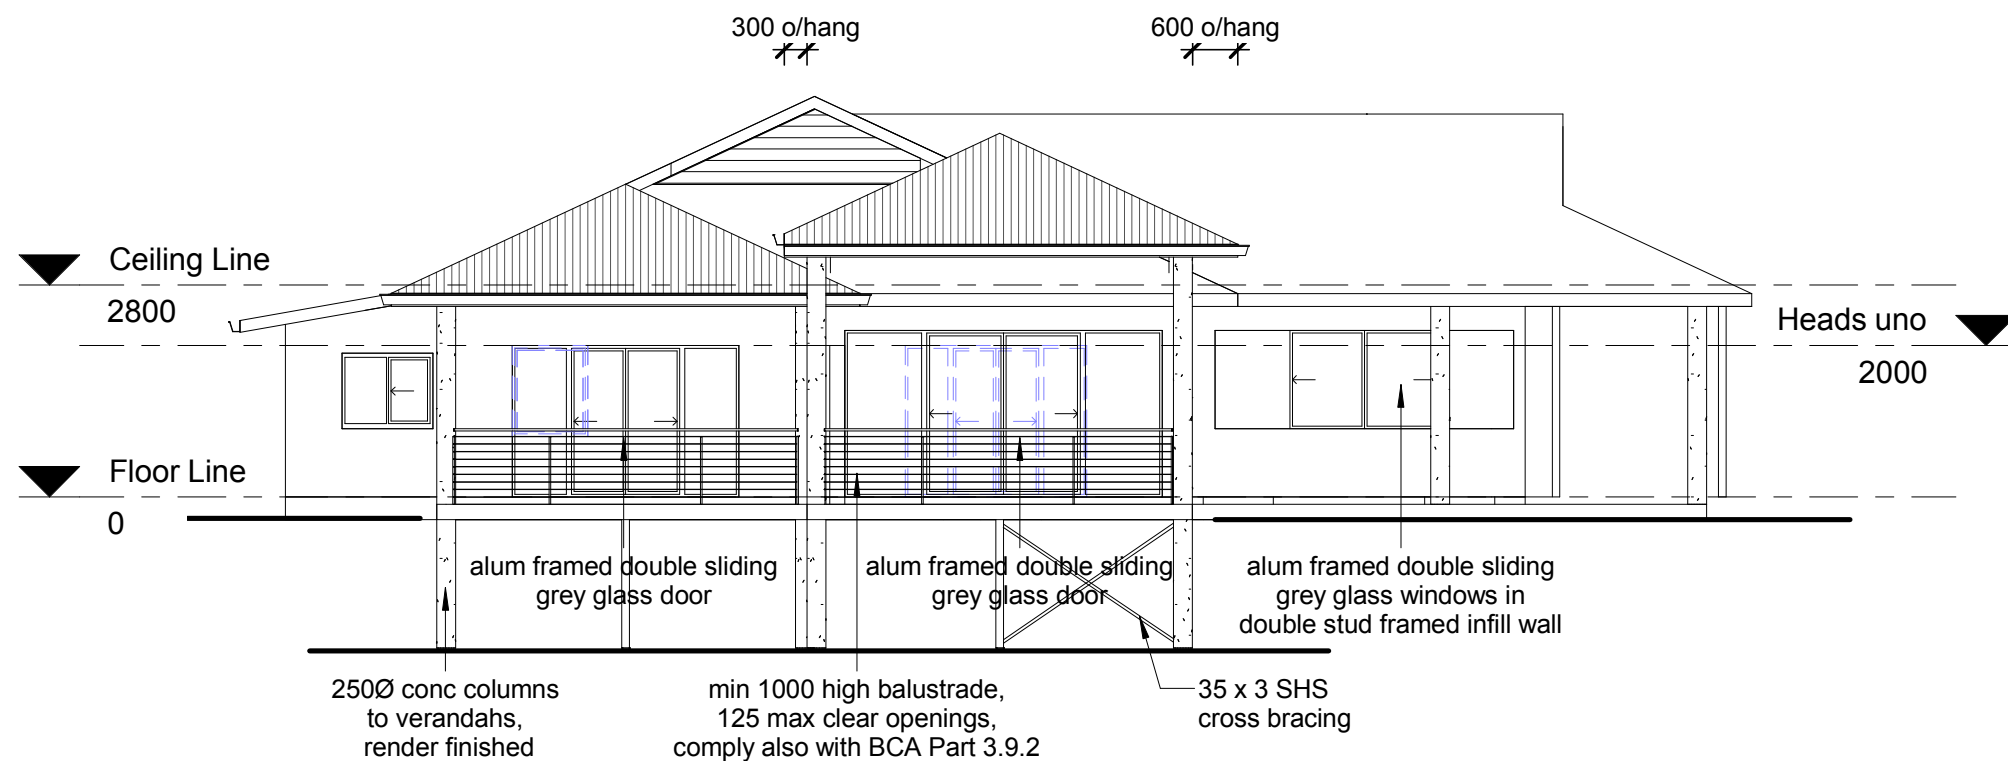 300 o/hang
600 o/hang
Ceiling Line
2800
Heads uno
2000
Floor Line
0
alum framed double sliding
grey glass door
alum framed double sliding
grey glass door
alum framed double sliding
grey glass windows in
double stud framed infill wall
250Ø conc columns
to verandahs,
render finished
min 1000 high balustrade,
125 max clear openings,
comply also with BCA Part 3.9.2
35 x 3 SHS
cross bracing